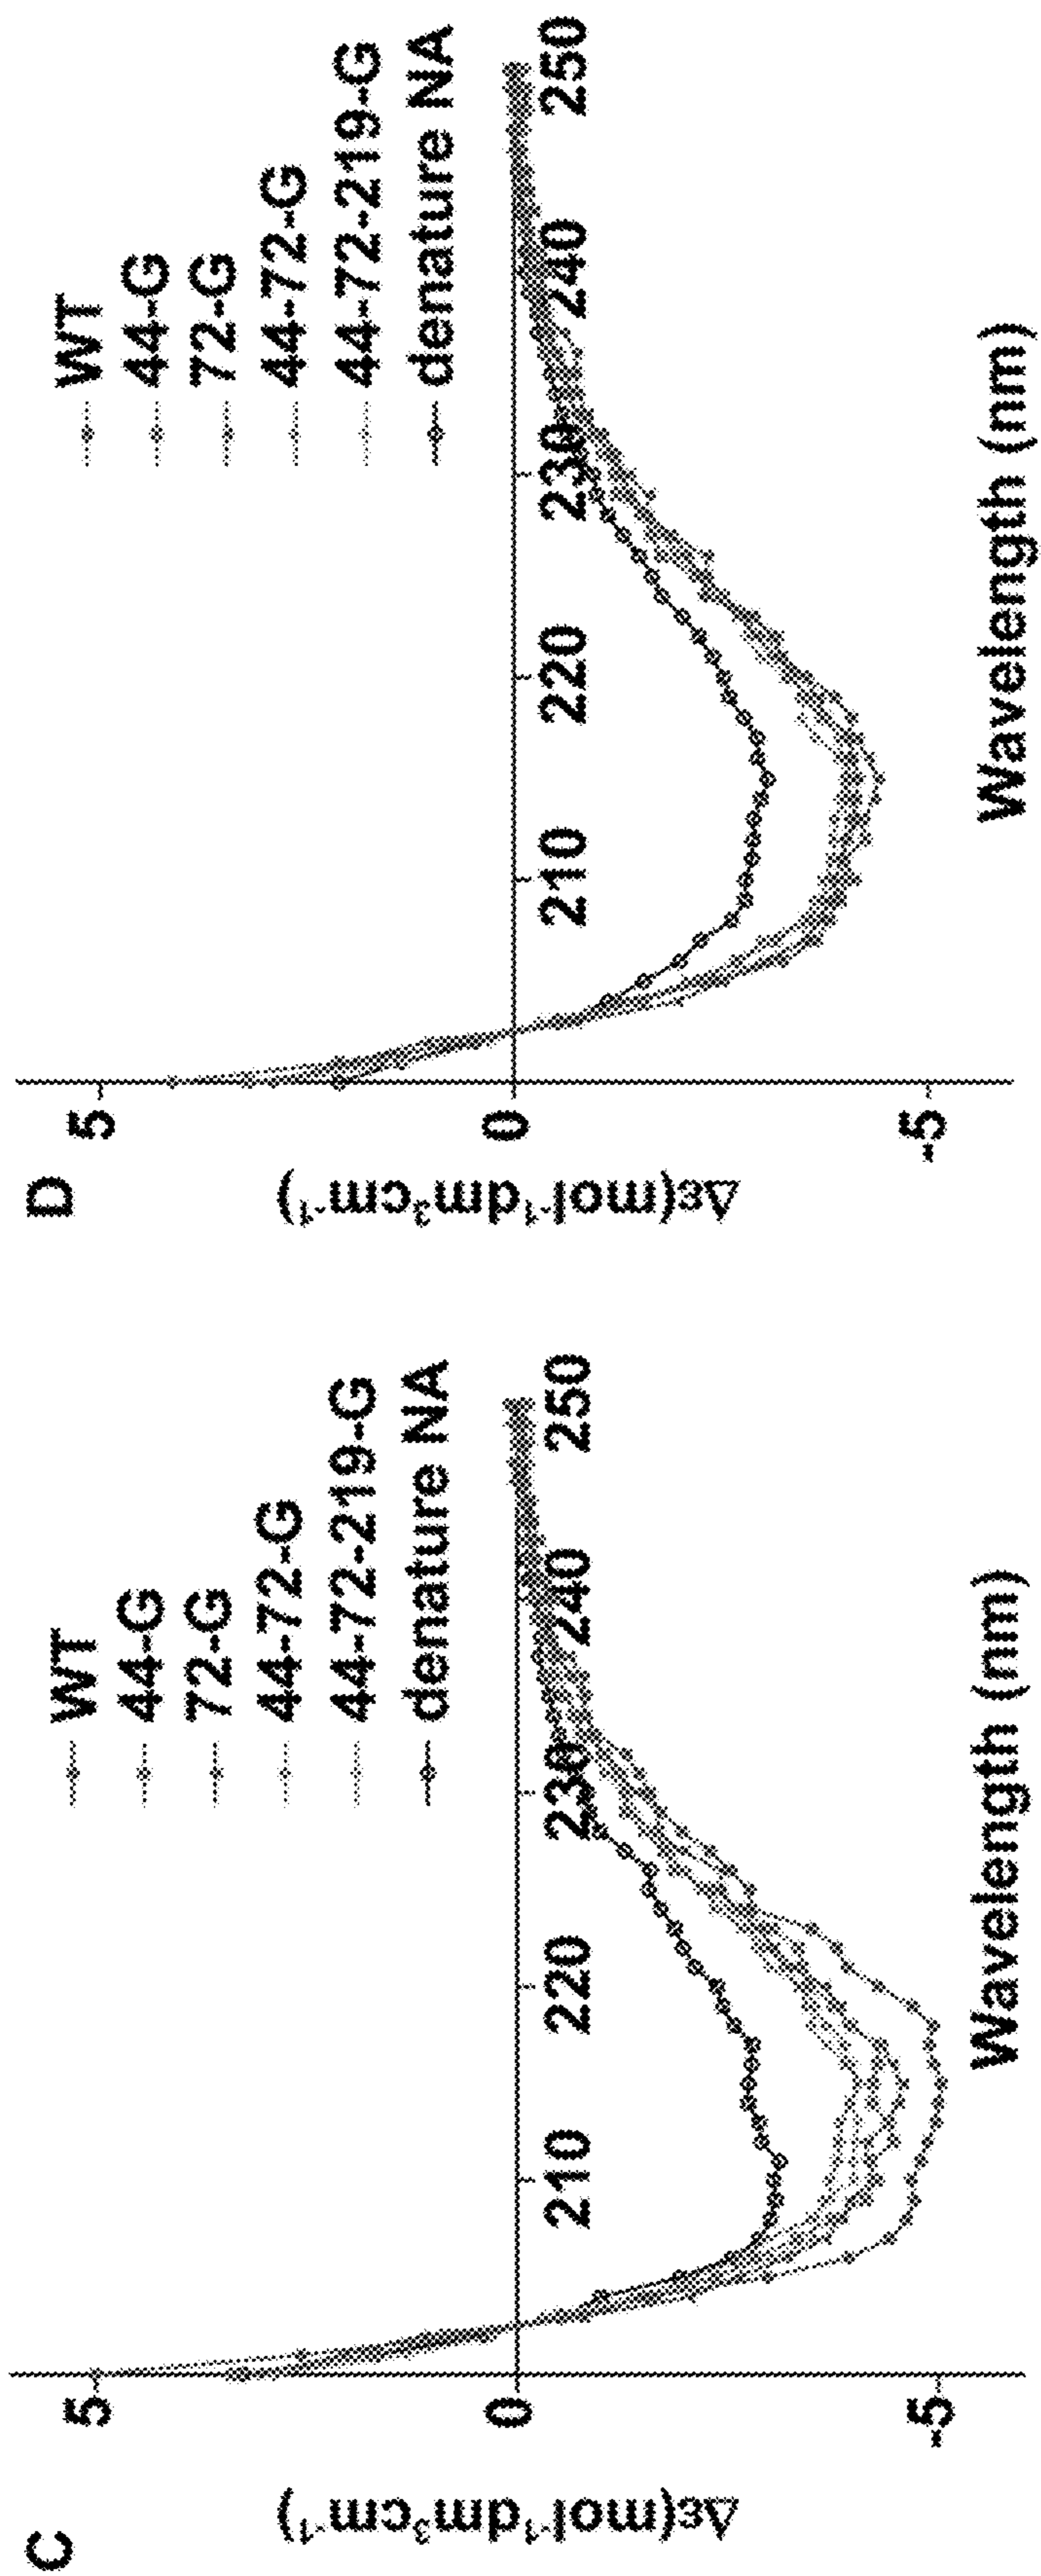 C
Δε(mol⁻¹dm³cm⁻¹)
5
0
-5
210
220
230
240
250
WT
44-G
72-G
44-72-G
44-72-219-G
denature NA
Wavelength (nm)
D
Δε(mol⁻¹dm³cm⁻¹)
5
0
-5
210
220
230
240
250
WT
44-G
72-G
44-72-G
44-72-219-G
denature NA
Wavelength (nm)